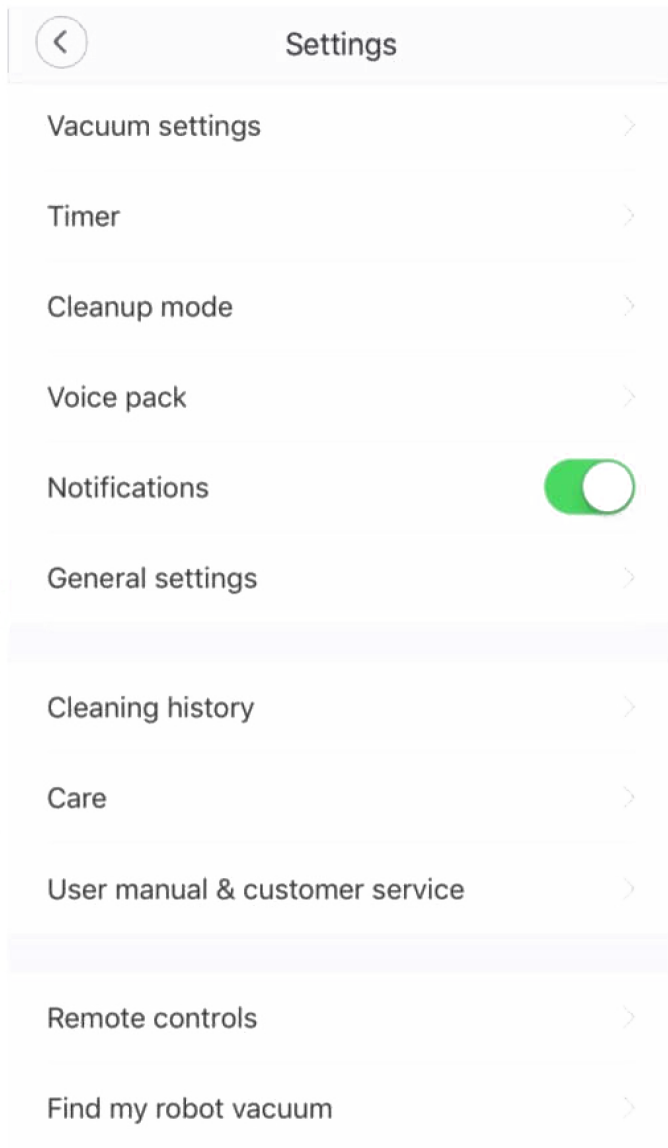 Settings
Vacuum settings
Timer
Cleanup mode
Voice pack
Notifications
General settings
Cleaning history
Care
User manual & customer service
Remote controls
Find my robot vacuum